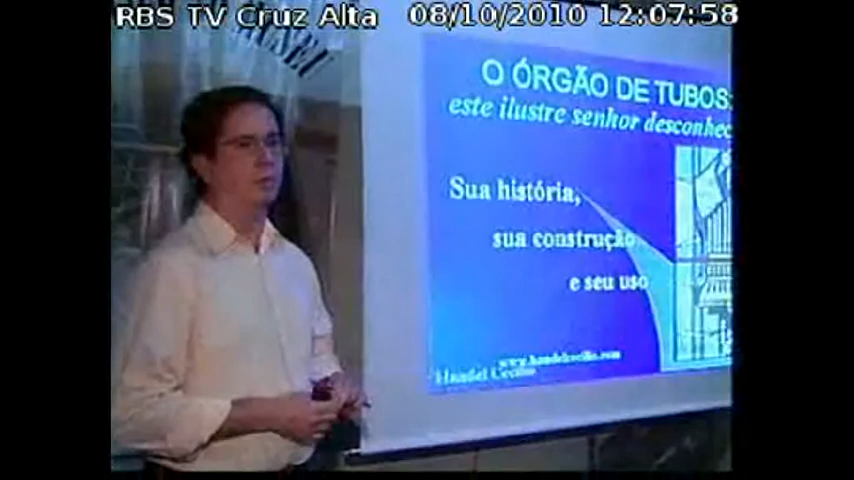 RBS TV Cruz Alta 08/10/2010 12:07:58
O ÓRGÃO DE TUBOS:
este ilustre senhor desconhec
Sua história,
sua construção
e seu uso
www.handelcecilio.com
Handel Cecilio